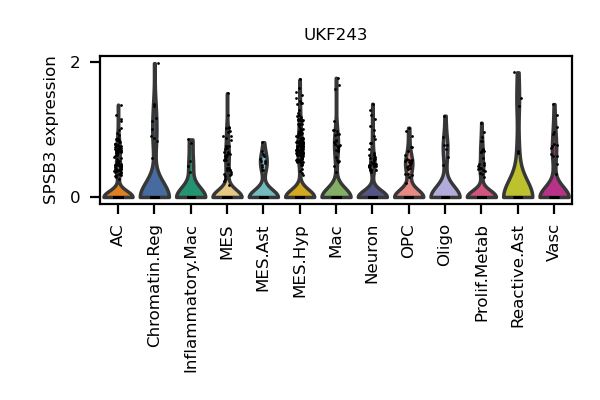 UKF243
SPSB3 expression
2
0
AC
Chromatin.Reg
Inflammatory.Mac
MES
MES.Ast
MES.Hyp
Mac
Neuron
OPC
Oligo
Prolif.Metab
Reactive.Ast
Vasc